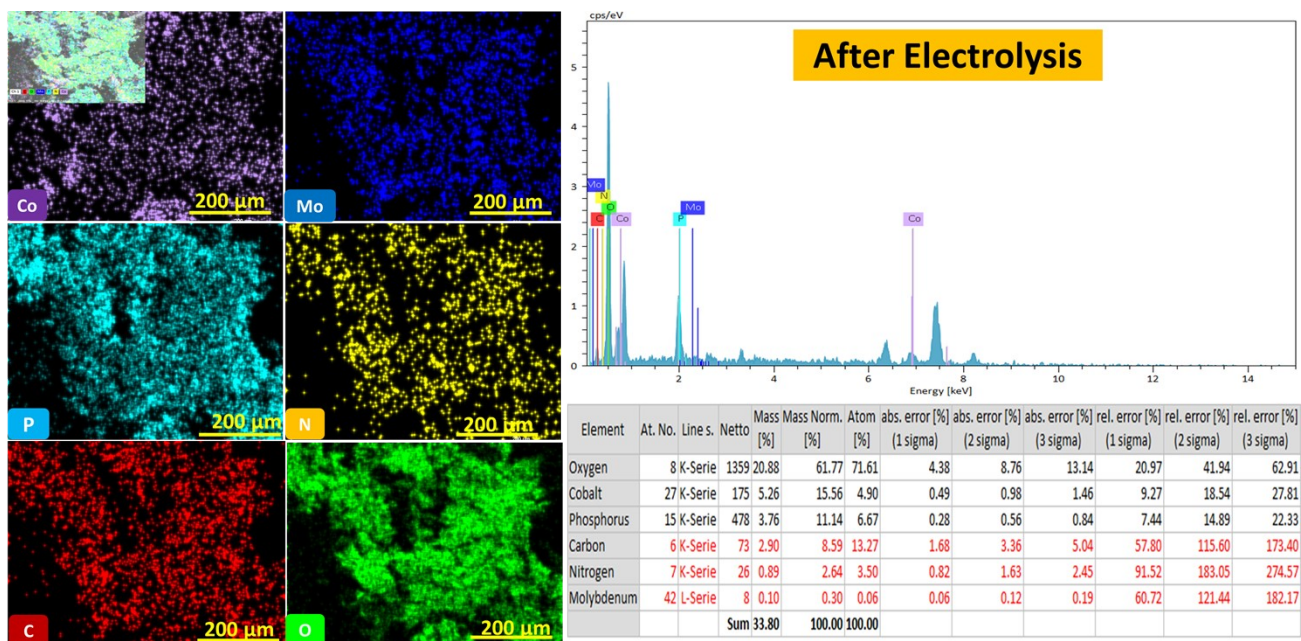 Co
200 µm
Mo
200 µm
P
200 µm
N
200 µm
C
200 µm
O
200 µm
cps/eV
After Electrolysis
5
4
3
2
1
0
Mo
N
O
C
Co
P
Mo
Co
2 4 6 8 10 12 14
Energy [keV]
Element At. No. Line s. Netto Mass [%] Mass Norm. [%] Atom [%] abs. error [%] (1 sigma) abs. error [%] (2 sigma) abs. error [%] (3 sigma) rel. error [%] (1 sigma) rel. error [%] (2 sigma) rel. error [%] (3 sigma)
Oxygen 8 K-Serie 1359 20.88 61.77 71.61 4.38 8.76 13.14 20.97 41.94 62.91
Cobalt 27 K-Serie 175 5.26 15.56 4.90 0.49 0.98 1.46 9.27 18.54 27.81
Phosphorus 15 K-Serie 478 3.76 11.14 6.67 0.28 0.56 0.84 7.44 14.89 22.33
Carbon 6 K-Serie 73 2.90 8.59 13.27 1.68 3.36 5.04 57.80 115.60 173.40
Nitrogen 7 K-Serie 26 0.89 2.64 3.50 0.82 1.63 2.45 91.52 183.05 274.57
Molybdenum 42 L-Serie 8 0.10 0.30 0.06 0.06 0.12 0.19 60.72 121.44 182.17
Sum 33.80 100.00 100.00